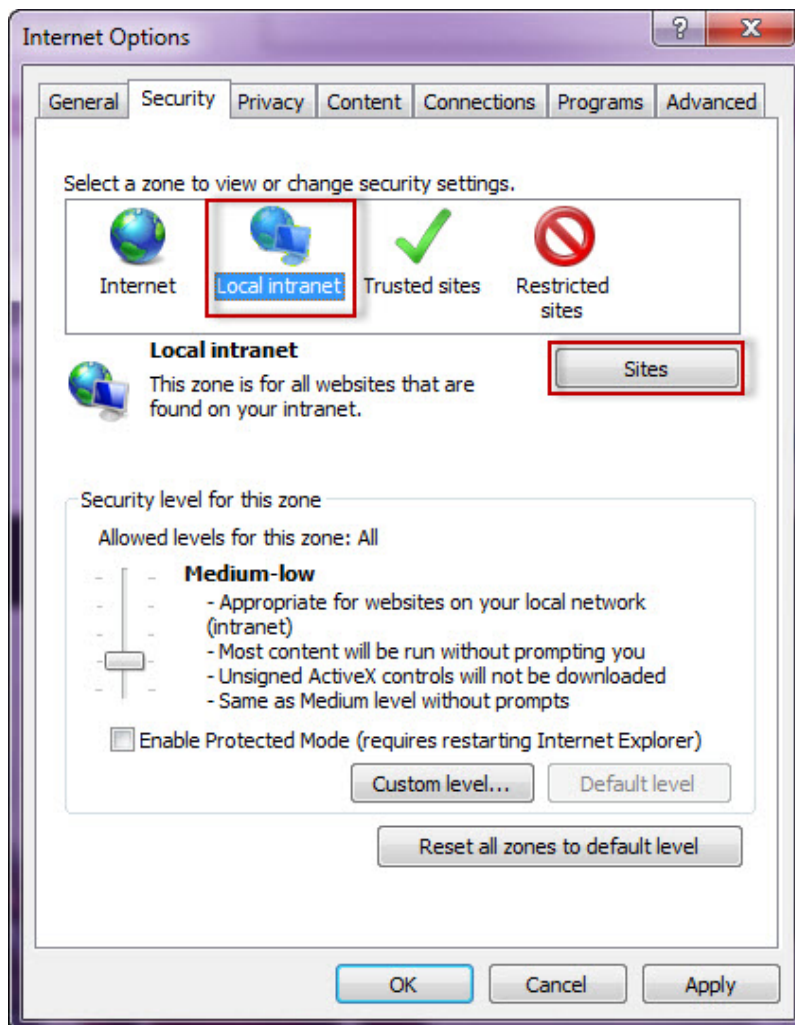 Internet Options
?
X
General Security Privacy Content Connections Programs Advanced
Select a zone to view or change security settings.
Internet Local intranet Trusted sites Restricted
sites
Local intranet
Sites
This zone is for all websites that are
found on your intranet.
Security level for this zone
Allowed levels for this zone: All
Medium-low
- Appropriate for websites on your local network
(intranet)
- Most content will be run without prompting you
- Unsigned ActiveX controls will not be downloaded
- Same as Medium level without prompts
Enable Protected Mode (requires restarting Internet Explorer)
Custom level... Default level
Reset all zones to default level
OK Cancel Apply